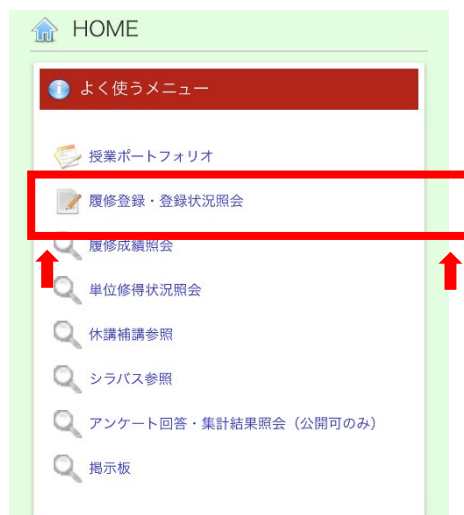 HOME
よく使うメニュー
授業ポートフォリオ
履修登録・登録状況照会
履修成績照会
単位修得状況照会
休講補講参照
シラバス参照
アンケート回答・集計結果照会（公開可のみ）
掲示板